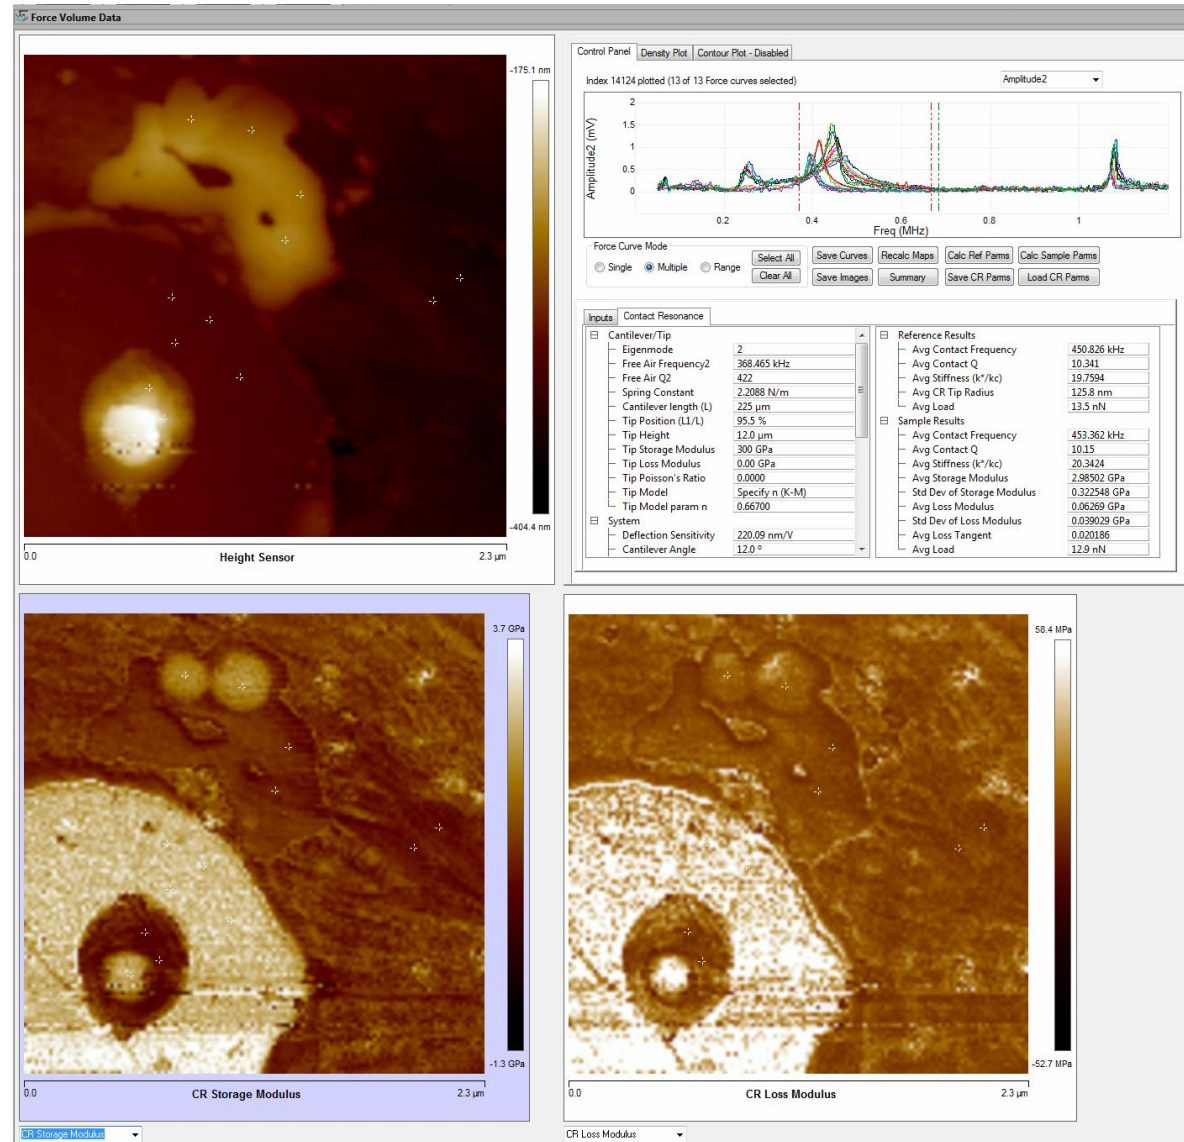 Force Volume Data
-175.1 nm
-404.4 nm
0.0 Height Sensor 2.3 µm
Control Panel Density Plot Contour Plot - Disabled
Index 14124 plotted (13 of 13 Force curves selected) Amplitude2
Amplitude2 (mV)
2
1.5
1
0.5
0
0.2 0.4 0.6 0.8 1
Freq (MHz)
Force Curve Mode
Single Multiple Range
Select All Save Curves Recalc Maps Calc Ref Parms Calc Sample Parms
Clear All Save Images Summary Save CR Parms Load CR Parms
Inputs Contact Resonance
Cantilever/Tip
Eigenmode 2
Free Air Frequency2 368.465 kHz
Free Air Q2 422
Spring Constant 2.2088 N/m
Cantilever length (L) 225 µm
Tip Position (L1/L) 95.5 %
Tip Height 12.0 µm
Tip Storage Modulus 300 GPa
Tip Loss Modulus 0.00 GPa
Tip Poisson's Ratio 0.0000
Tip Model Specify n (K-M)
Tip Model param n 0.66700
System
Deflection Sensitivity 220.09 nm/V
Cantilever Angle 12.0 °
Reference Results
Avg Contact Frequency 450.826 kHz
Avg Contact Q 10.341
Avg Stiffness (k*/kc) 19.7594
Avg CR Tip Radius 125.8 nm
Avg Load 13.5 nN
Sample Results
Avg Contact Frequency 453.362 kHz
Avg Contact Q 10.15
Avg Stiffness (k*/kc) 20.3424
Avg Storage Modulus 2.98502 GPa
Std Dev of Storage Modulus 0.322548 GPa
Avg Loss Modulus 0.06269 GPa
Std Dev of Loss Modulus 0.039029 GPa
Avg Loss Tangent 0.020186
Avg Load 12.9 nN
3.7 GPa
-1.3 GPa
0.0 CR Storage Modulus 2.3 µm
CR Storage Modulus
58.4 MPa
-52.7 MPa
0.0 CR Loss Modulus 2.3 µm
CR Loss Modulus